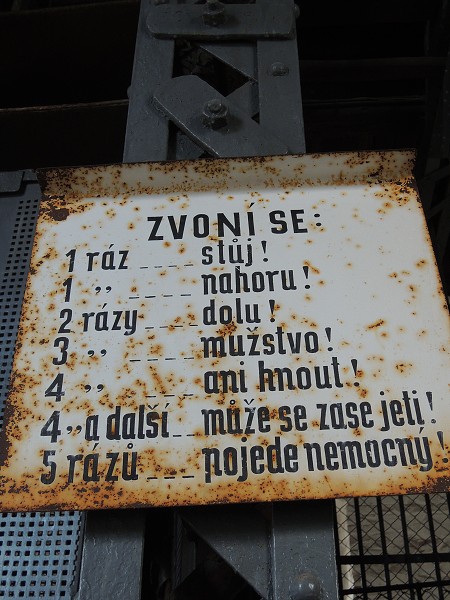 ZVONÍ SE:
1 ráz ____ stůj!
1 „ ____ nahoru!
2 rázy ____ dolu!
3 „ ____ mužstvo!
4 „ ____ ani hnout!
4 „ a další __ může se zase jeti!
5 rázů ___ pojede nemocný!